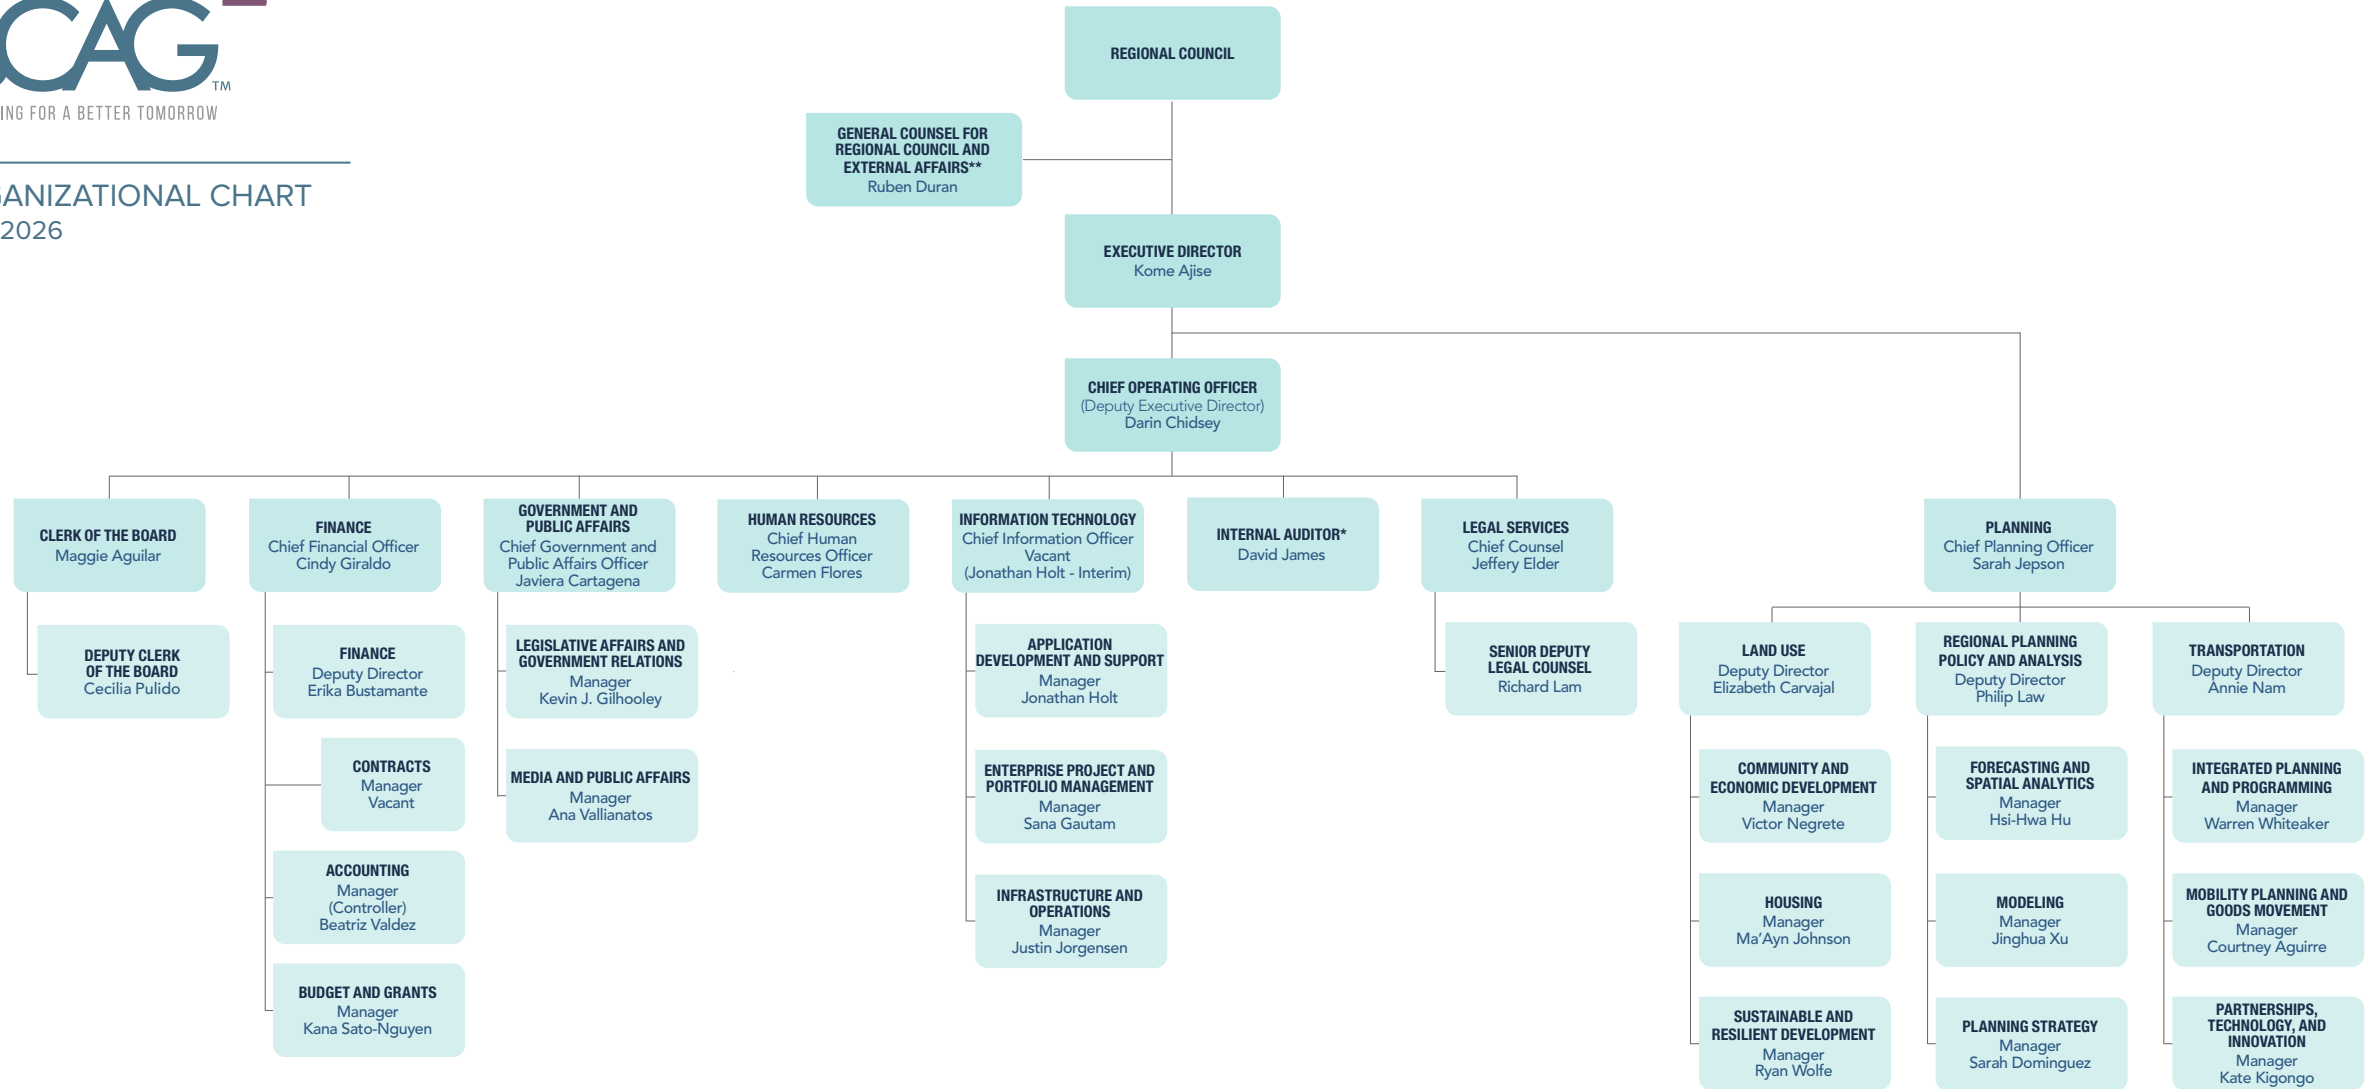 CAG
TM
ING FOR A BETTER TOMORROW
GANIZATIONAL CHART
2026
REGIONAL COUNCIL
GENERAL COUNSEL FOR
REGIONAL COUNCIL AND
EXTERNAL AFFAIRS**
Ruben Duran
EXECUTIVE DIRECTOR
Kome Ajise
CHIEF OPERATING OFFICER
(Deputy Executive Director)
Darin Chidsey
CLERK OF THE BOARD
Maggie Aguilar
DEPUTY CLERK
OF THE BOARD
Cecilia Pulido
FINANCE
Chief Financial Officer
Cindy Giraldo
FINANCE
Deputy Director
Erika Bustamante
CONTRACTS
Manager
Vacant
ACCOUNTING
Manager
(Controller)
Beatriz Valdez
BUDGET AND GRANTS
Manager
Kana Sato-Nguyen
GOVERNMENT AND
PUBLIC AFFAIRS
Chief Government and
Public Affairs Officer
Javiera Cartagena
LEGISLATIVE AFFAIRS AND
GOVERNMENT RELATIONS
Manager
Kevin J. Gilhooley
MEDIA AND PUBLIC AFFAIRS
Manager
Ana Vallianatos
HUMAN RESOURCES
Chief Human
Resources Officer
Carmen Flores
INFORMATION TECHNOLOGY
Chief Information Officer
Vacant
(Jonathan Holt - Interim)
APPLICATION
DEVELOPMENT AND SUPPORT
Manager
Jonathan Holt
ENTERPRISE PROJECT AND
PORTFOLIO MANAGEMENT
Manager
Sana Gautam
INFRASTRUCTURE AND
OPERATIONS
Manager
Justin Jorgensen
INTERNAL AUDITOR*
David James
LEGAL SERVICES
Chief Counsel
Jeffery Elder
SENIOR DEPUTY
LEGAL COUNSEL
Richard Lam
PLANNING
Chief Planning Officer
Sarah Jepson
LAND USE
Deputy Director
Elizabeth Carvajal
COMMUNITY AND
ECONOMIC DEVELOPMENT
Manager
Victor Negrete
HOUSING
Manager
Ma'Ayn Johnson
SUSTAINABLE AND
RESILIENT DEVELOPMENT
Manager
Ryan Wolfe
REGIONAL PLANNING
POLICY AND ANALYSIS
Deputy Director
Philip Law
FORECASTING AND
SPATIAL ANALYTICS
Manager
Hsi-Hwa Hu
MODELING
Manager
Jinghua Xu
PLANNING STRATEGY
Manager
Sarah Dominguez
TRANSPORTATION
Deputy Director
Annie Nam
INTEGRATED PLANNING
AND PROGRAMMING
Manager
Warren Whiteaker
MOBILITY PLANNING AND
GOODS MOVEMENT
Manager
Courtney Aguirre
PARTNERSHIPS,
TECHNOLOGY, AND
INNOVATION
Manager
Kate Kigongo